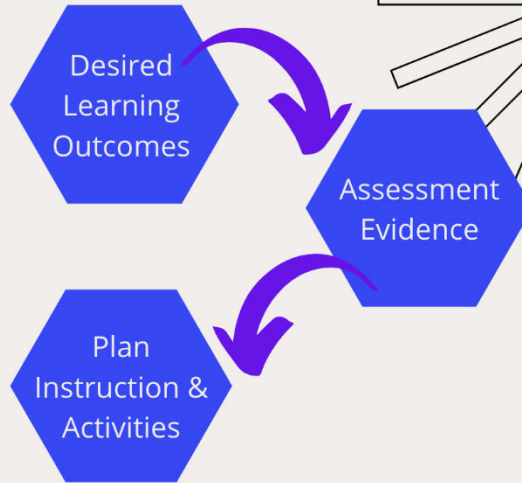 Desired
Learning
Outcomes
Assessment
Evidence
Plan
Instruction &
Activities